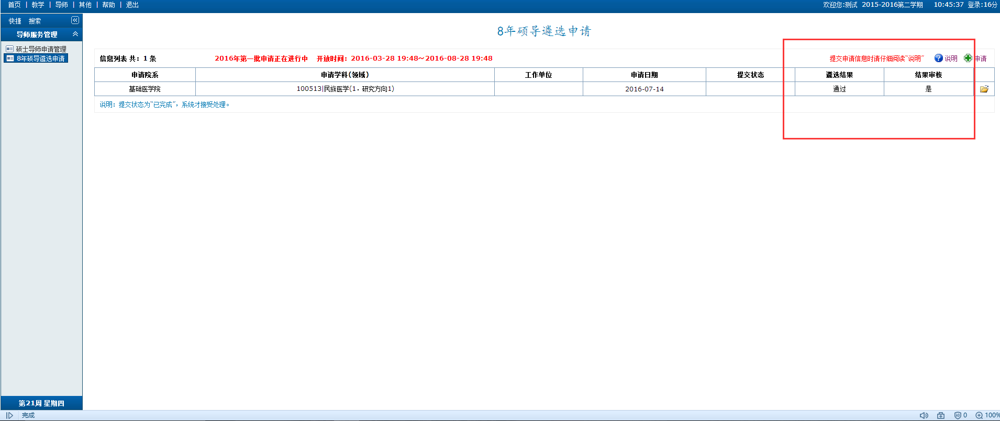 首页 | 教学 | 导师 | 其他 | 帮助 | 退出
欢迎您:测试 2015-2016第二学期 10:45:37 登录:16分
快捷 搜索
导师服务管理
硕士导师申请管理
8年硕导遴选申请
8年硕导遴选申请
信息列表 共: 1 条 2016年第一批申请正在进行中 开放时间: 2016-03-28 19:48~2016-08-28 19:48 提交申请信息时请仔细阅读“说明” 说明 申请
申请院系 申请学科(领域) 工作单位 申请日期 提交状态 遴选结果 结果审核
基础医学院 100513|民族医学(1. 研究方向1) 2016-07-14 通过 是
说明: 提交状态为“已完成”, 系统才接受处理。
第21周 星期四
完成
0 100%